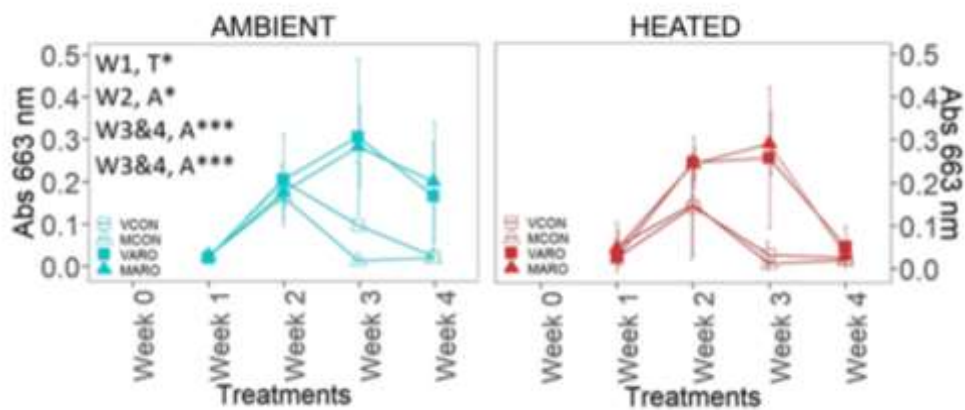 AMBIENT
HEATED
Abs 663 nm
0.5
0.4
0.3
0.2
0.1
0.0
W1, T*
W2, A*
W3&4, A***
W3&4, A***
VCON
MCON
VARO
MARO
Week 0
Week 1
Week 2
Week 3
Week 4
Treatments
VCON
MCON
VARO
MARO
Week 0
Week 1
Week 2
Week 3
Week 4
Treatments
0.5
0.4
0.3
0.2
0.1
0.0
Abs 663 nm